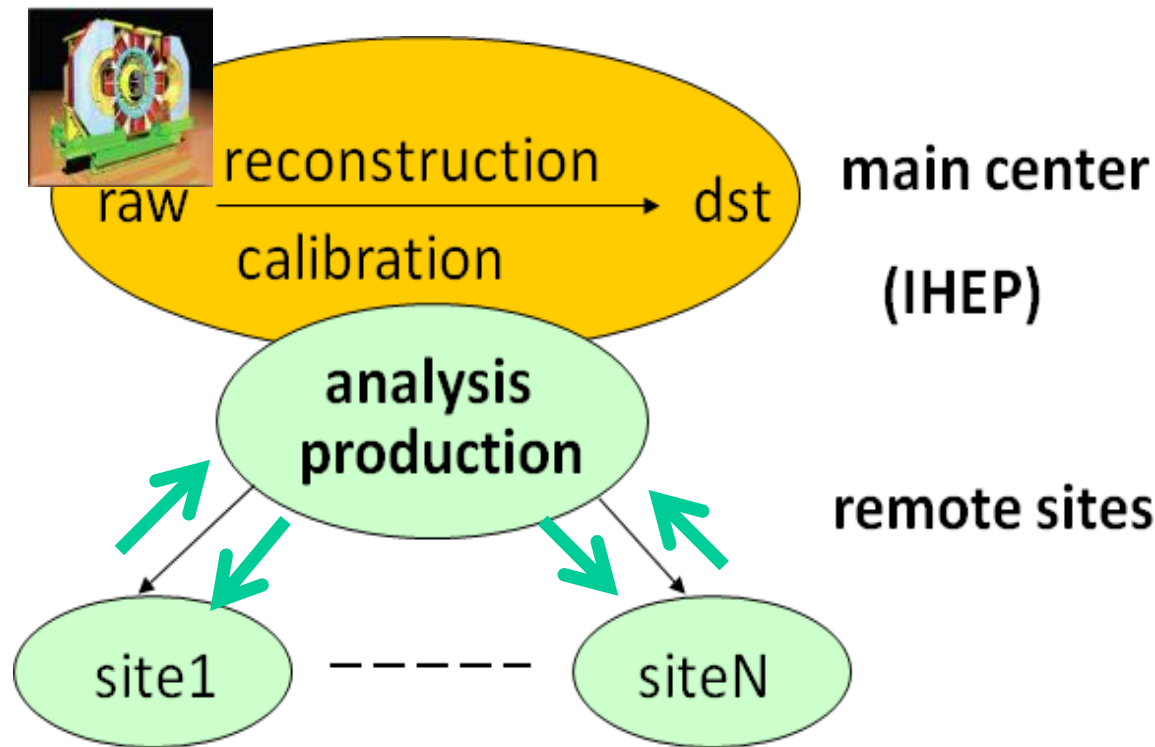 reconstruction
raw
dst
calibration
main center
(IHEP)
analysis
production
remote sites
site1
siteN